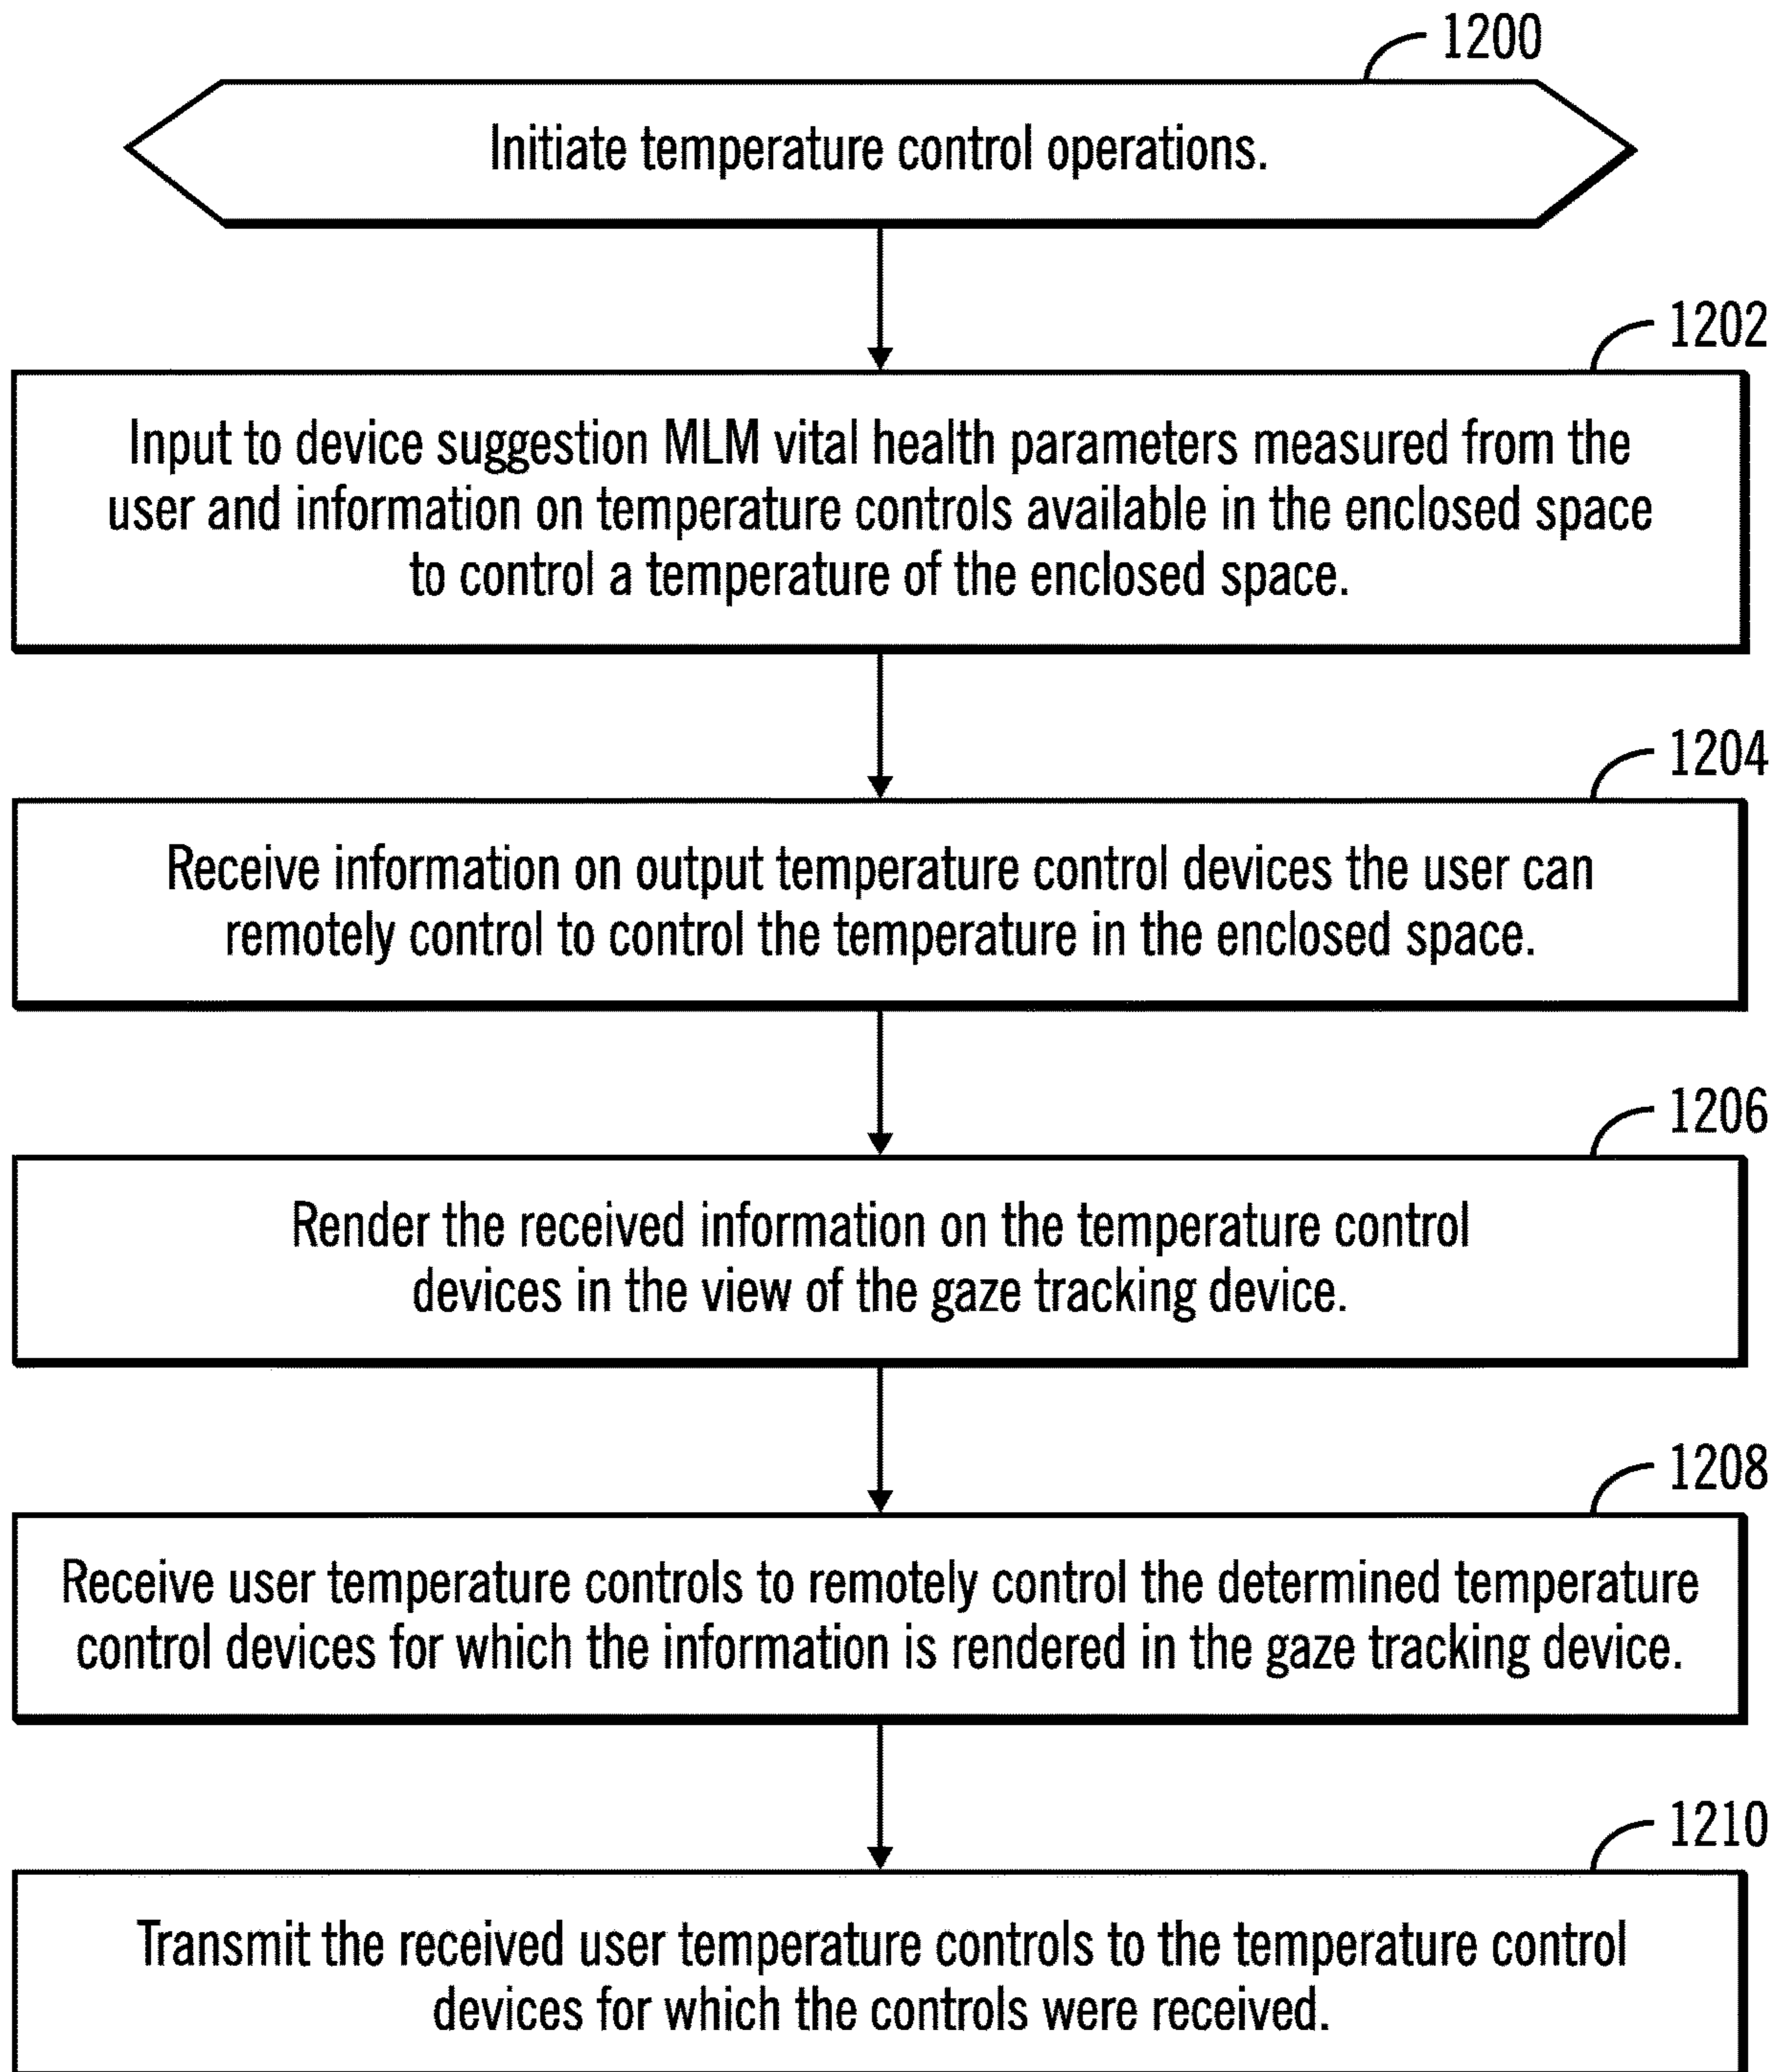 1200
Initiate temperature control operations.
1202
Input to device suggestion MLM vital health parameters measured from the
user and information on temperature controls available in the enclosed space
to control a temperature of the enclosed space.
1204
Receive information on output temperature control devices the user can
remotely control to control the temperature in the enclosed space.
1206
Render the received information on the temperature control
devices in the view of the gaze tracking device.
1208
Receive user temperature controls to remotely control the determined temperature
control devices for which the information is rendered in the gaze tracking device.
1210
Transmit the received user temperature controls to the temperature control
devices for which the controls were received.